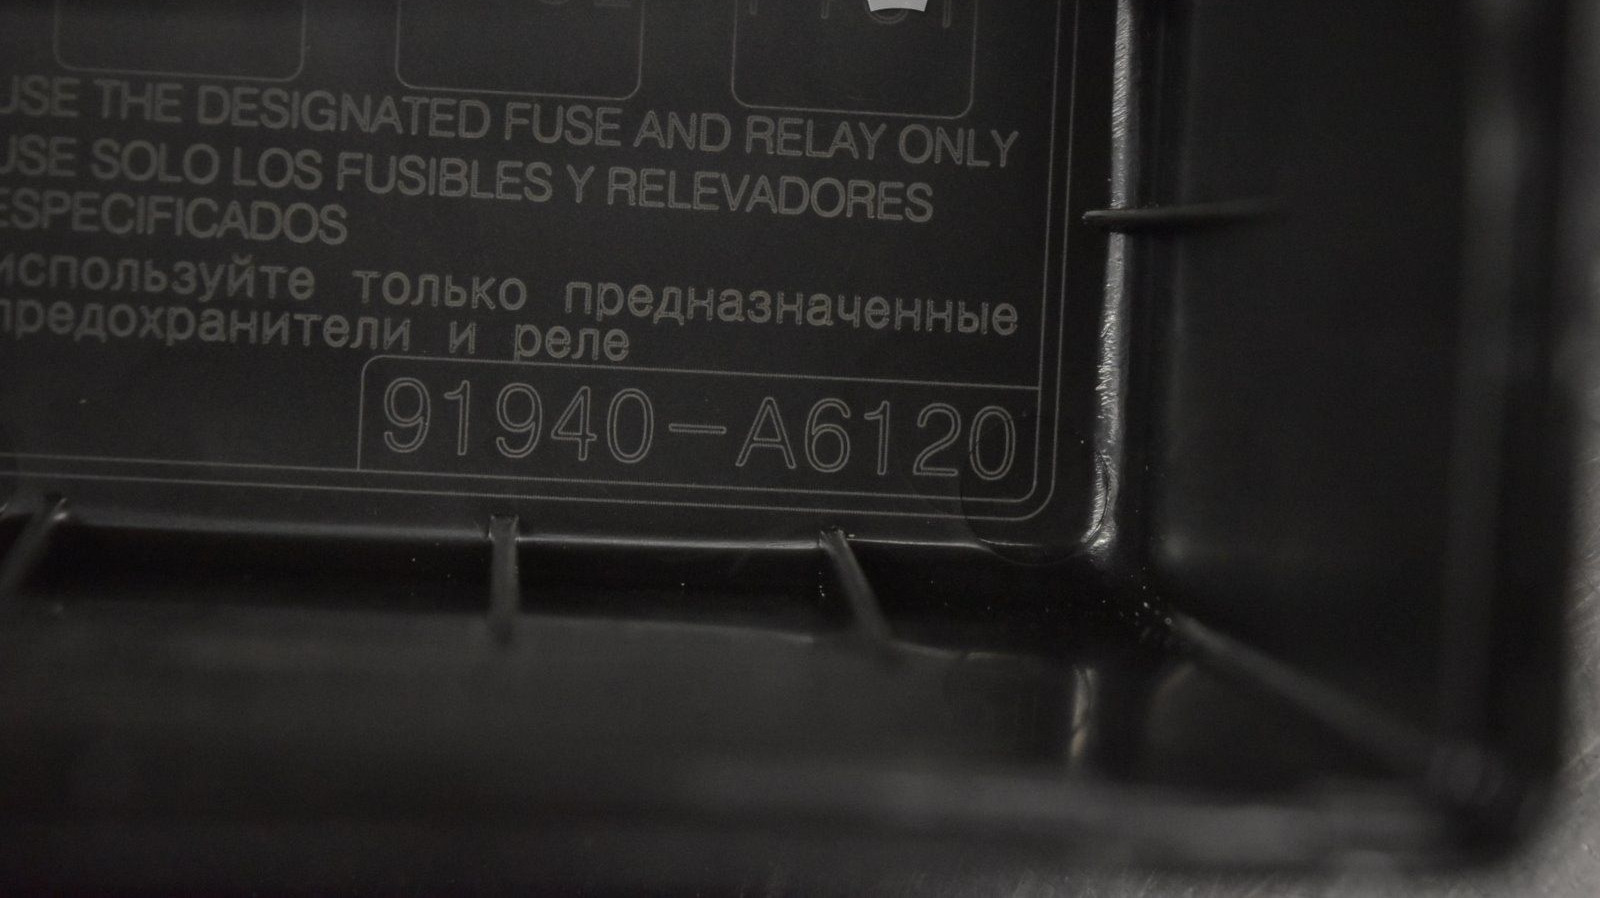 USE THE DESIGNATED FUSE AND RELAY ONLY
USE SOLO LOS FUSIBLES Y RELEVADORES
ESPECIFICADOS
используйте только предназначенные
предохранители и реле
91940-A6120